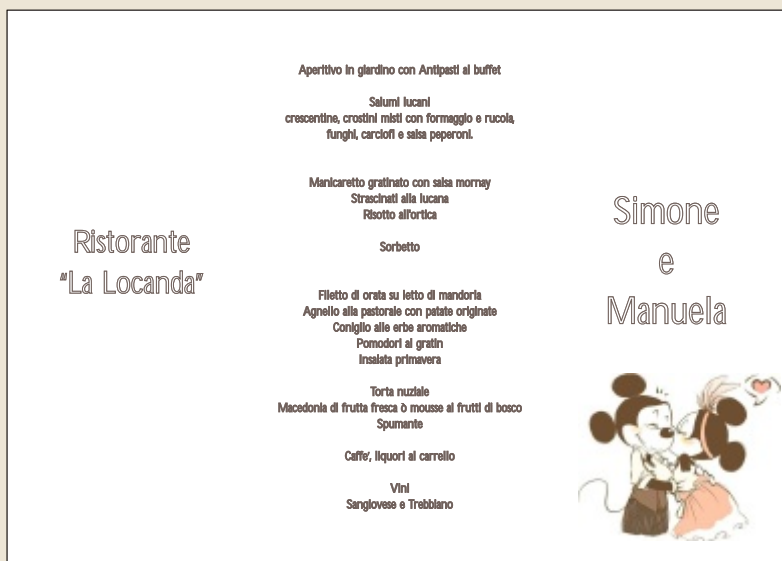 Ristorante
"La Locanda"
Aperitivo in giardino con Antipasti al buffet
Salumi lucani
crescentine, crostini misti con formaggio e rucola,
funghi, carciofi e salsa peperoni.
Manicaretto gratinato con salsa mornay
Strascinati alla lucana
Risotto all'ortica
Sorbetto
Filetto di orata su letto di mandorla
Agnello alla pastorale con patate originate
Coniglio alle erbe aromatiche
Pomodori al gratin
Insalata primavera
Torta nuziale
Macedonia di frutta fresca ò mousse ai frutti di bosco
Spumante
Caffe', liquori al carrello
Vini
Sangiovese e Trebbiano
Simone
e
Manuela